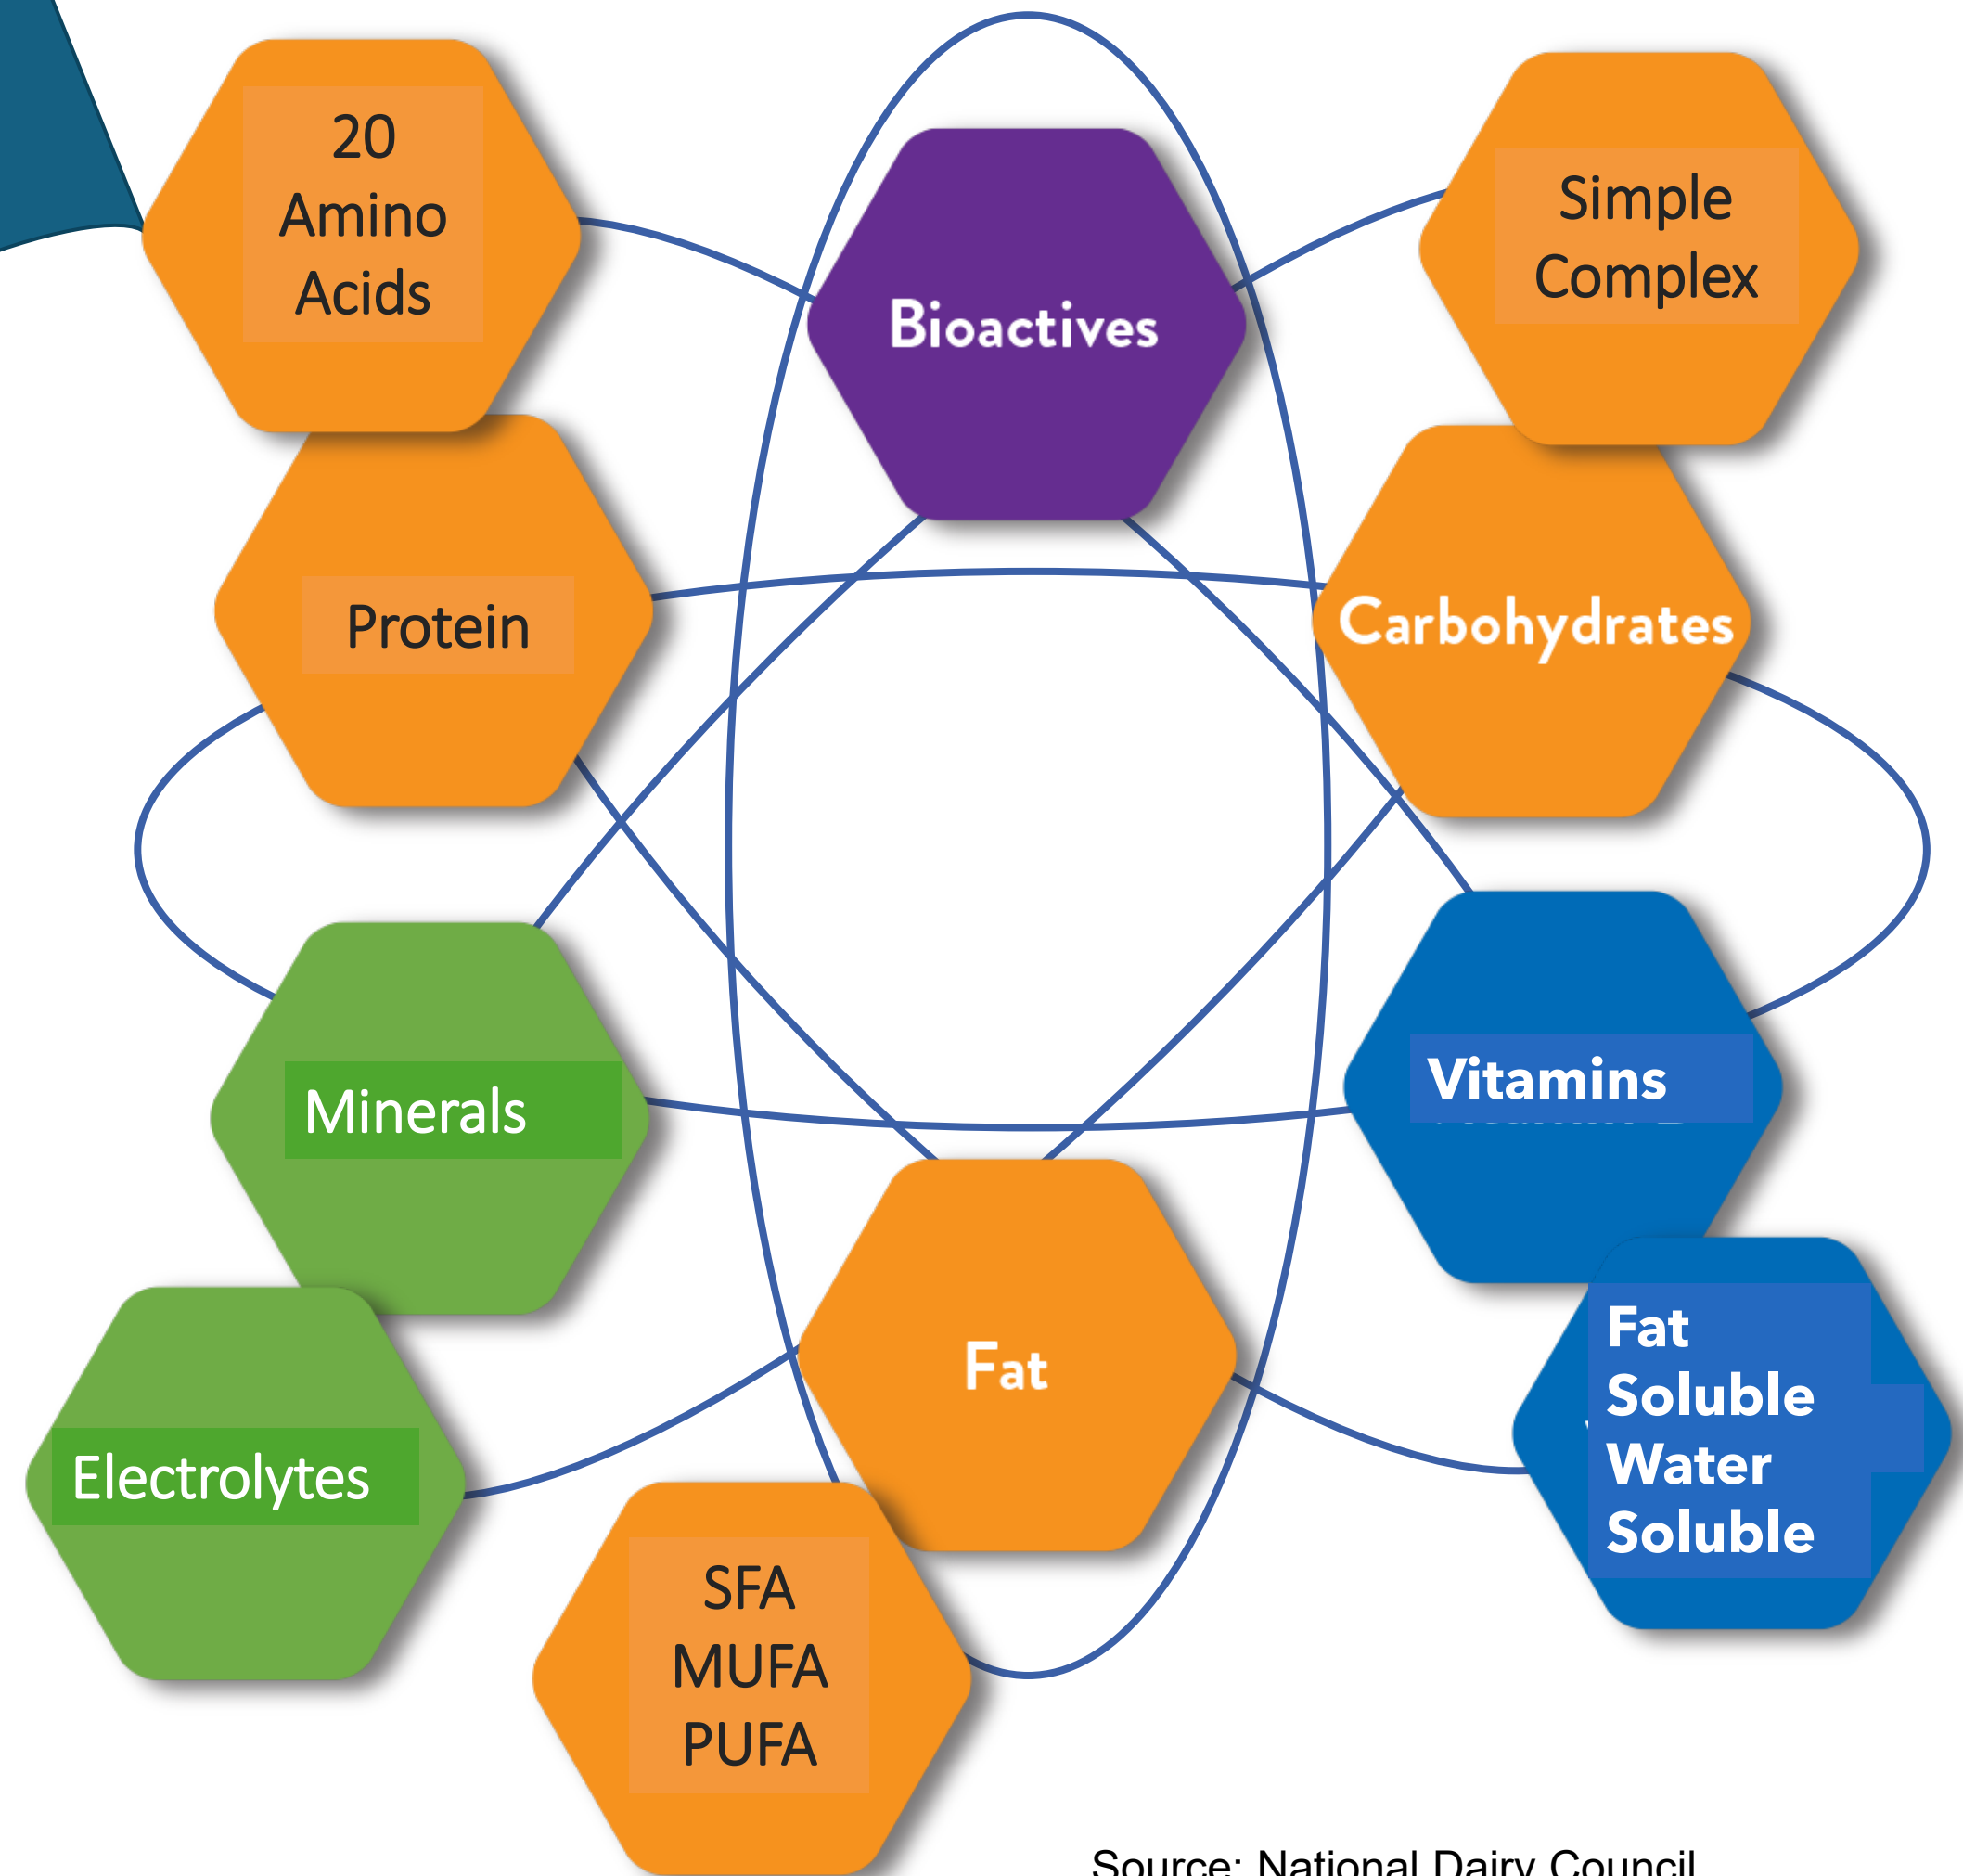 20
Amino
Acids
Bioactives
Simple
Complex
Protein
Carbohydrates
Minerals
Vitamins
Electrolytes
Fat
Fat
Soluble
Water
Soluble
SFA
MUFA
PUFA
Source: National Dairy Council